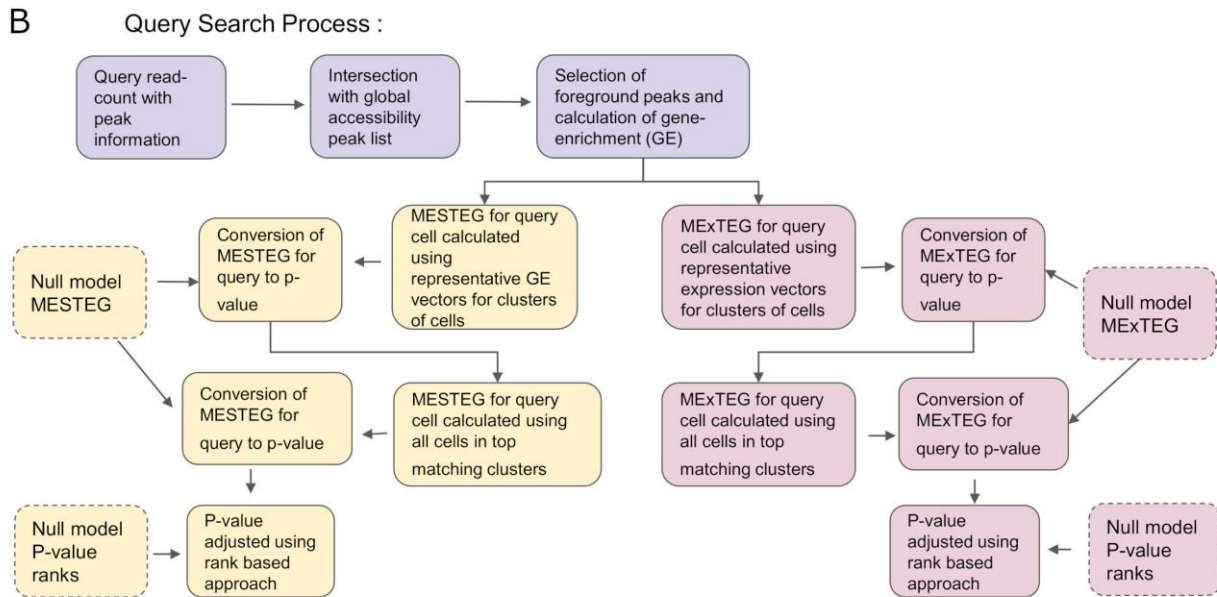 B
Query Search Process :
Query read-
count with
peak
information
Intersection
with global
accessibility
peak list
Selection of
foreground peaks and
calculation of gene-
enrichment (GE)
Null model
MESTEG
Conversion of
MESTEG for
query to p-
value
MESTEG for query
cell calculated
using
representative GE
vectors for clusters
of cells
MExTEG for query
cell calculated using
representative
expression vectors
for clusters of cells
Conversion of
MExTEG for
query to p-
value
Null model
MExTEG
Conversion of
MESTEG for
query to p-value
MESTEG for query
cell calculated using
all cells in top
matching clusters
MExTEG for query
cell calculated using
all cells in top
matching clusters
Conversion of
MExTEG for
query to p-value
Null model
P-value
ranks
P-value
adjusted using
rank based
approach
P-value
adjusted using
rank based
approach
Null model
P-value
ranks